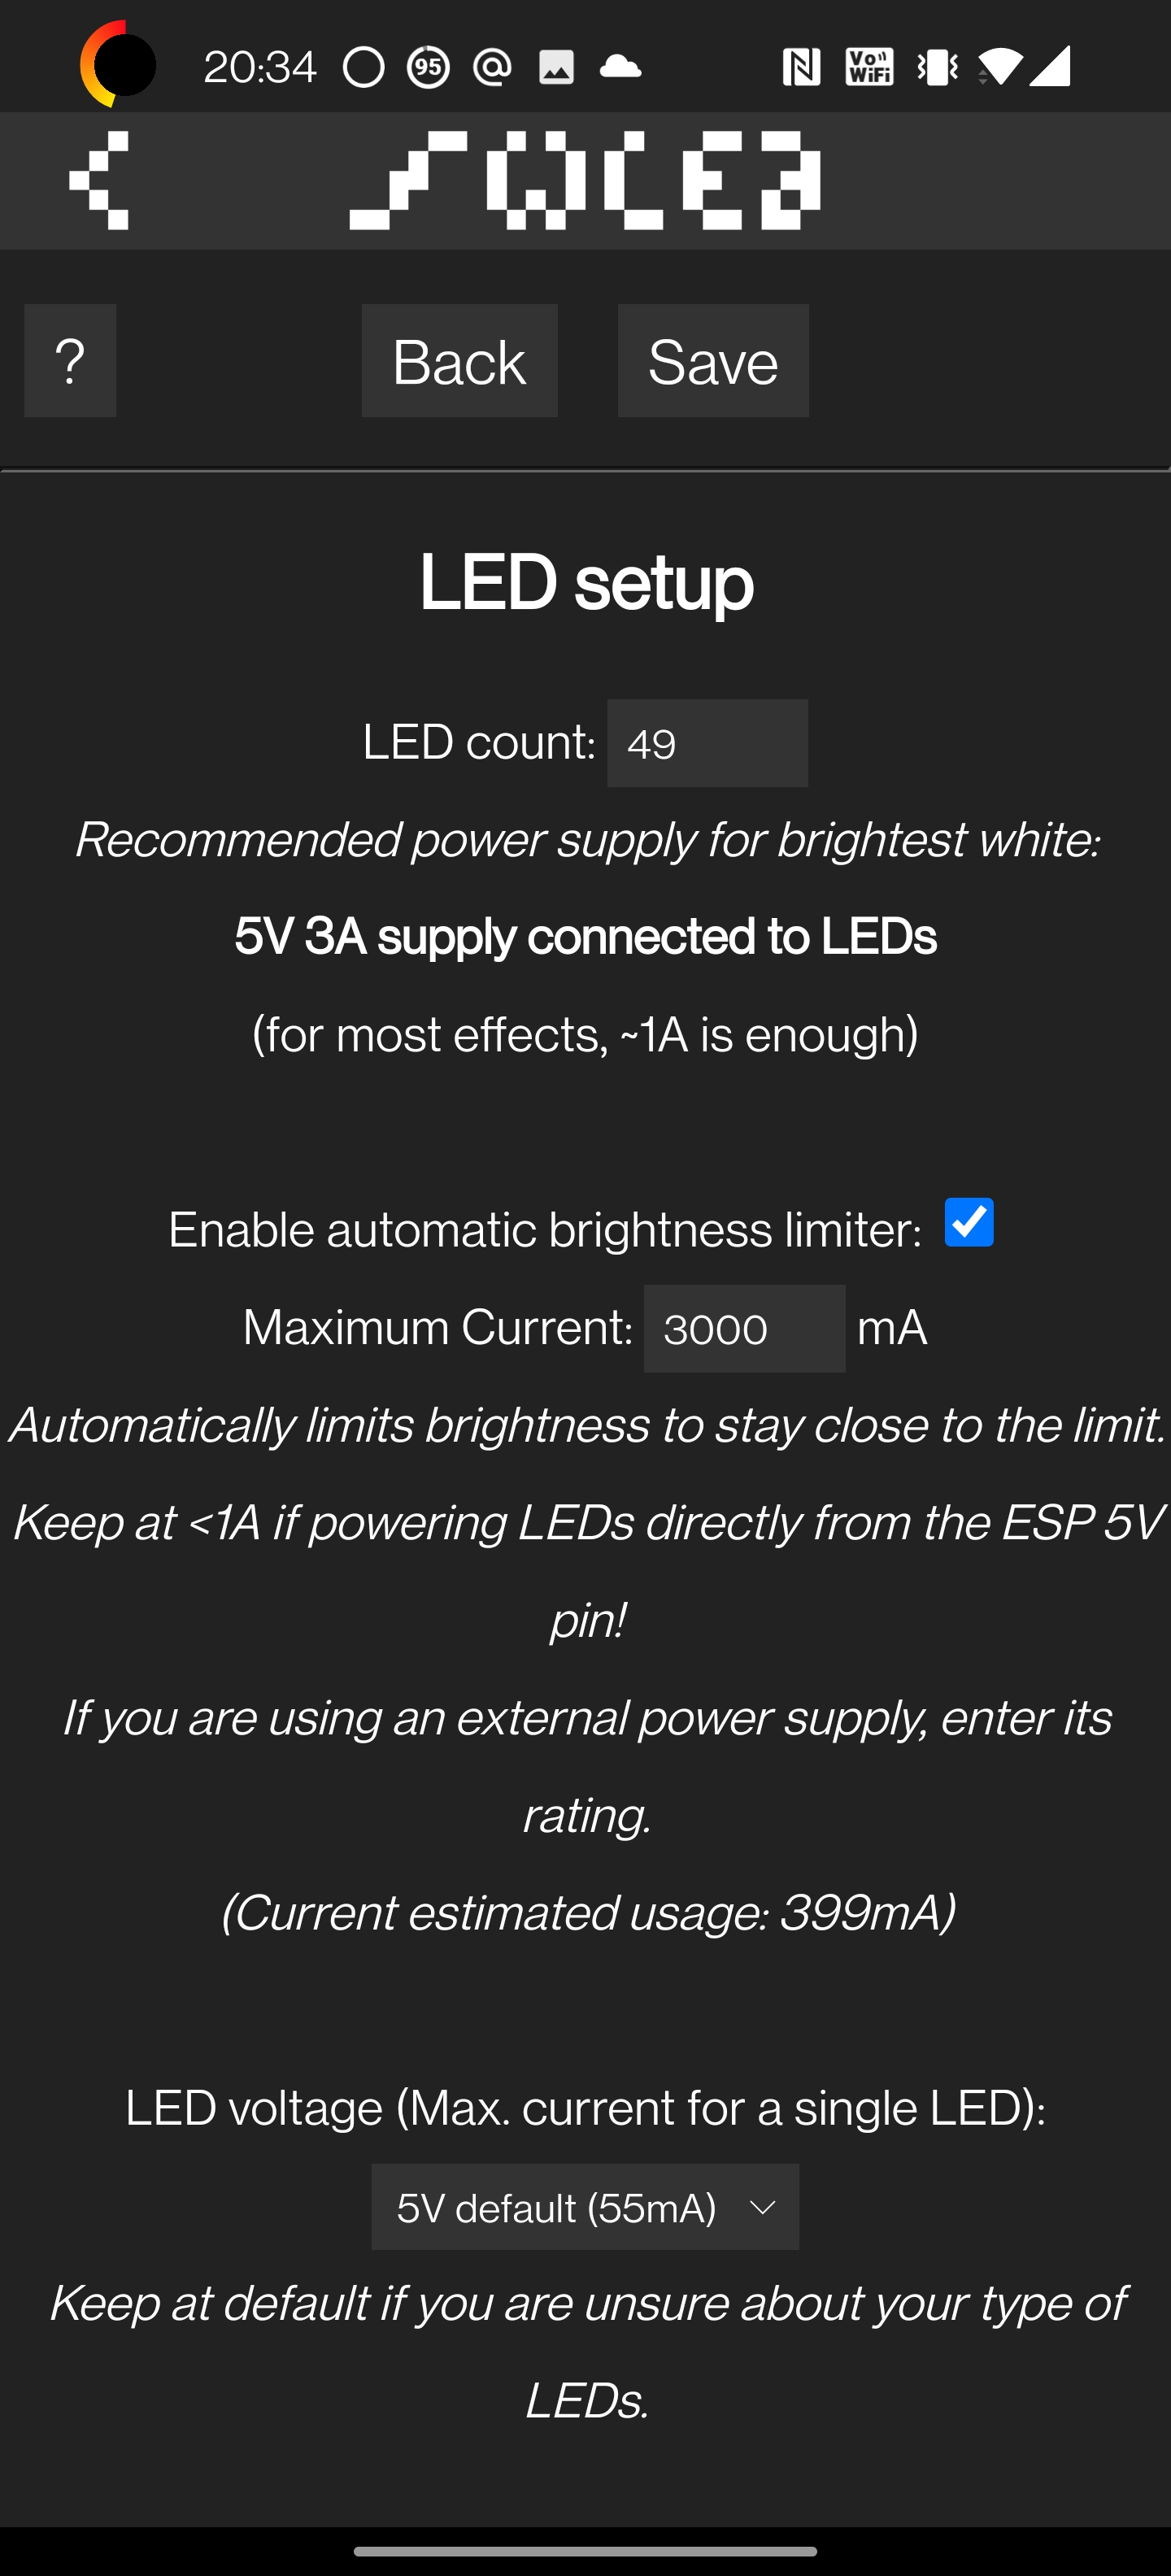 20:34 95 @ Vo)) WiFi
?
Back Save
LED setup
LED count: 49
Recommended power supply for brightest white:
5V 3A supply connected to LEDs
(for most effects, ~1A is enough)
Enable automatic brightness limiter:
Maximum Current: 3000 mA
Automatically limits brightness to stay close to the limit.
Keep at <1A if powering LEDs directly from the ESP 5V
pin!
If you are using an external power supply, enter its
rating.
(Current estimated usage: 399mA)
LED voltage (Max. current for a single LED):
5V default (55mA)
Keep at default if you are unsure about your type of
LEDs.